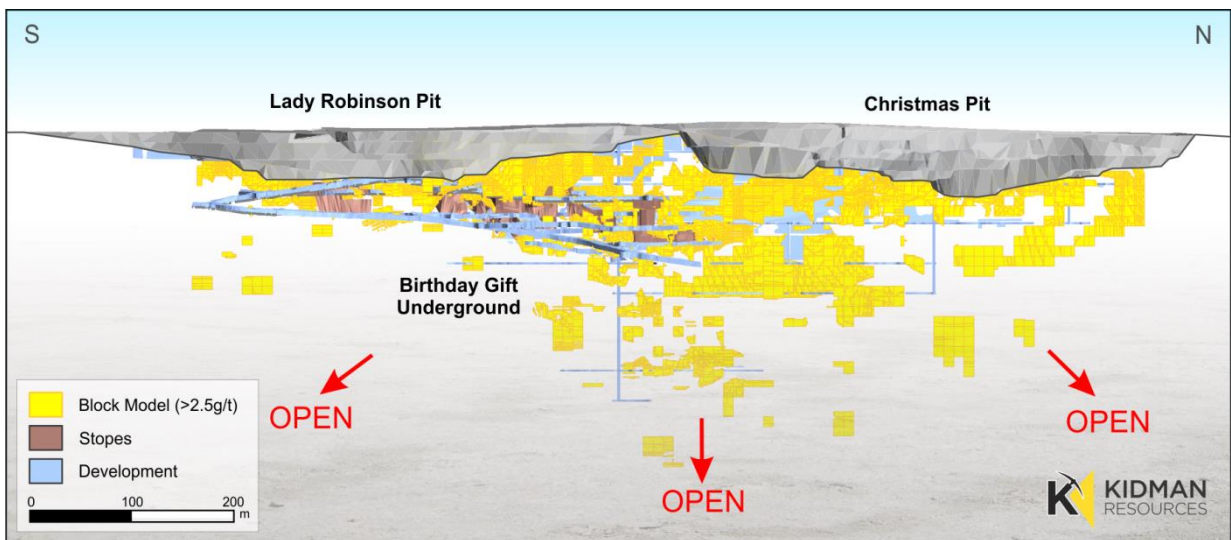 S
N
Lady Robinson Pit
Christmas Pit
Birthday Gift
Underground
OPEN
OPEN
OPEN
Block Model (>2.5g/t)
Stopes
Development
0 100 200
m
KIDMAN
RESOURCES